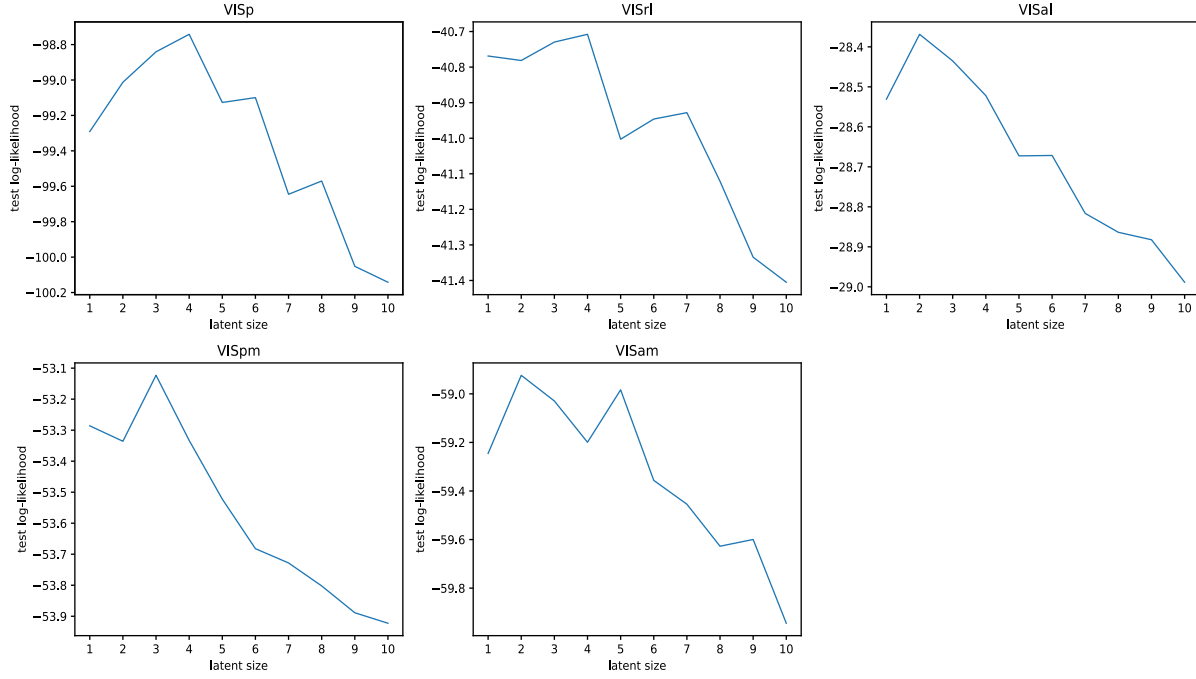 VISp
test log-likelihood
−98.8
−99.0
−99.2
−99.4
−99.6
−99.8
−100.0
−100.2
1 2 3 4 5 6 7 8 9 10
latent size
VISrl
test log-likelihood
−40.7
−40.8
−40.9
−41.0
−41.1
−41.2
−41.3
−41.4
1 2 3 4 5 6 7 8 9 10
latent size
VISal
test log-likelihood
−28.4
−28.5
−28.6
−28.7
−28.8
−28.9
−29.0
1 2 3 4 5 6 7 8 9 10
latent size
VISpm
test log-likelihood
−53.1
−53.2
−53.3
−53.4
−53.5
−53.6
−53.7
−53.8
−53.9
1 2 3 4 5 6 7 8 9 10
latent size
VISam
test log-likelihood
−59.0
−59.2
−59.4
−59.6
−59.8
1 2 3 4 5 6 7 8 9 10
latent size